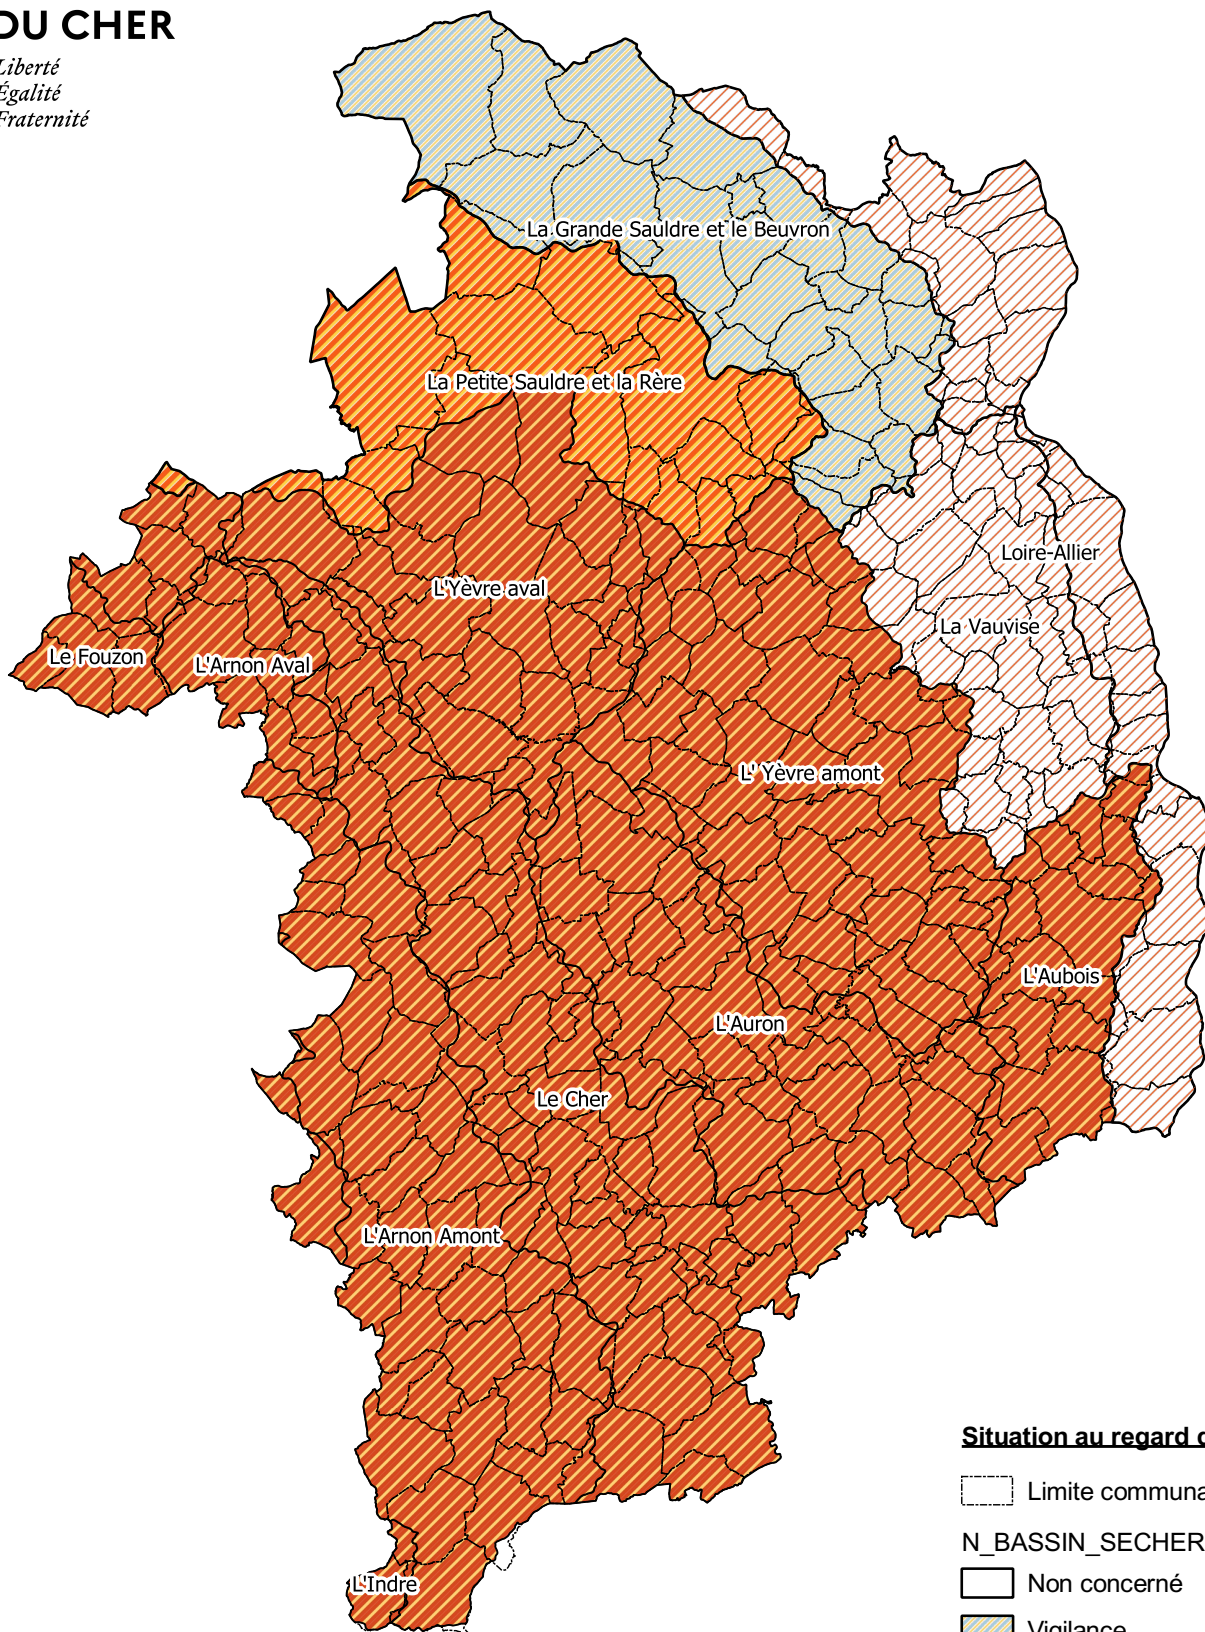 DU CHER
Liberté
Égalité
Fraternité
La Grande Sauldre et le Beuvron
La Petite Sauldre et la Rère
Loire-Allier
L'Yèvre aval
La Vauvise
Le Fouzon
L'Arnon Aval
L' Yèvre amont
L'Aubois
L'Auron
Le Cher
L'Arnon Amont
L'Indre
Situation au regard d
Limite communa
N_BASSIN_SECHER
Non concerné
Vigilance